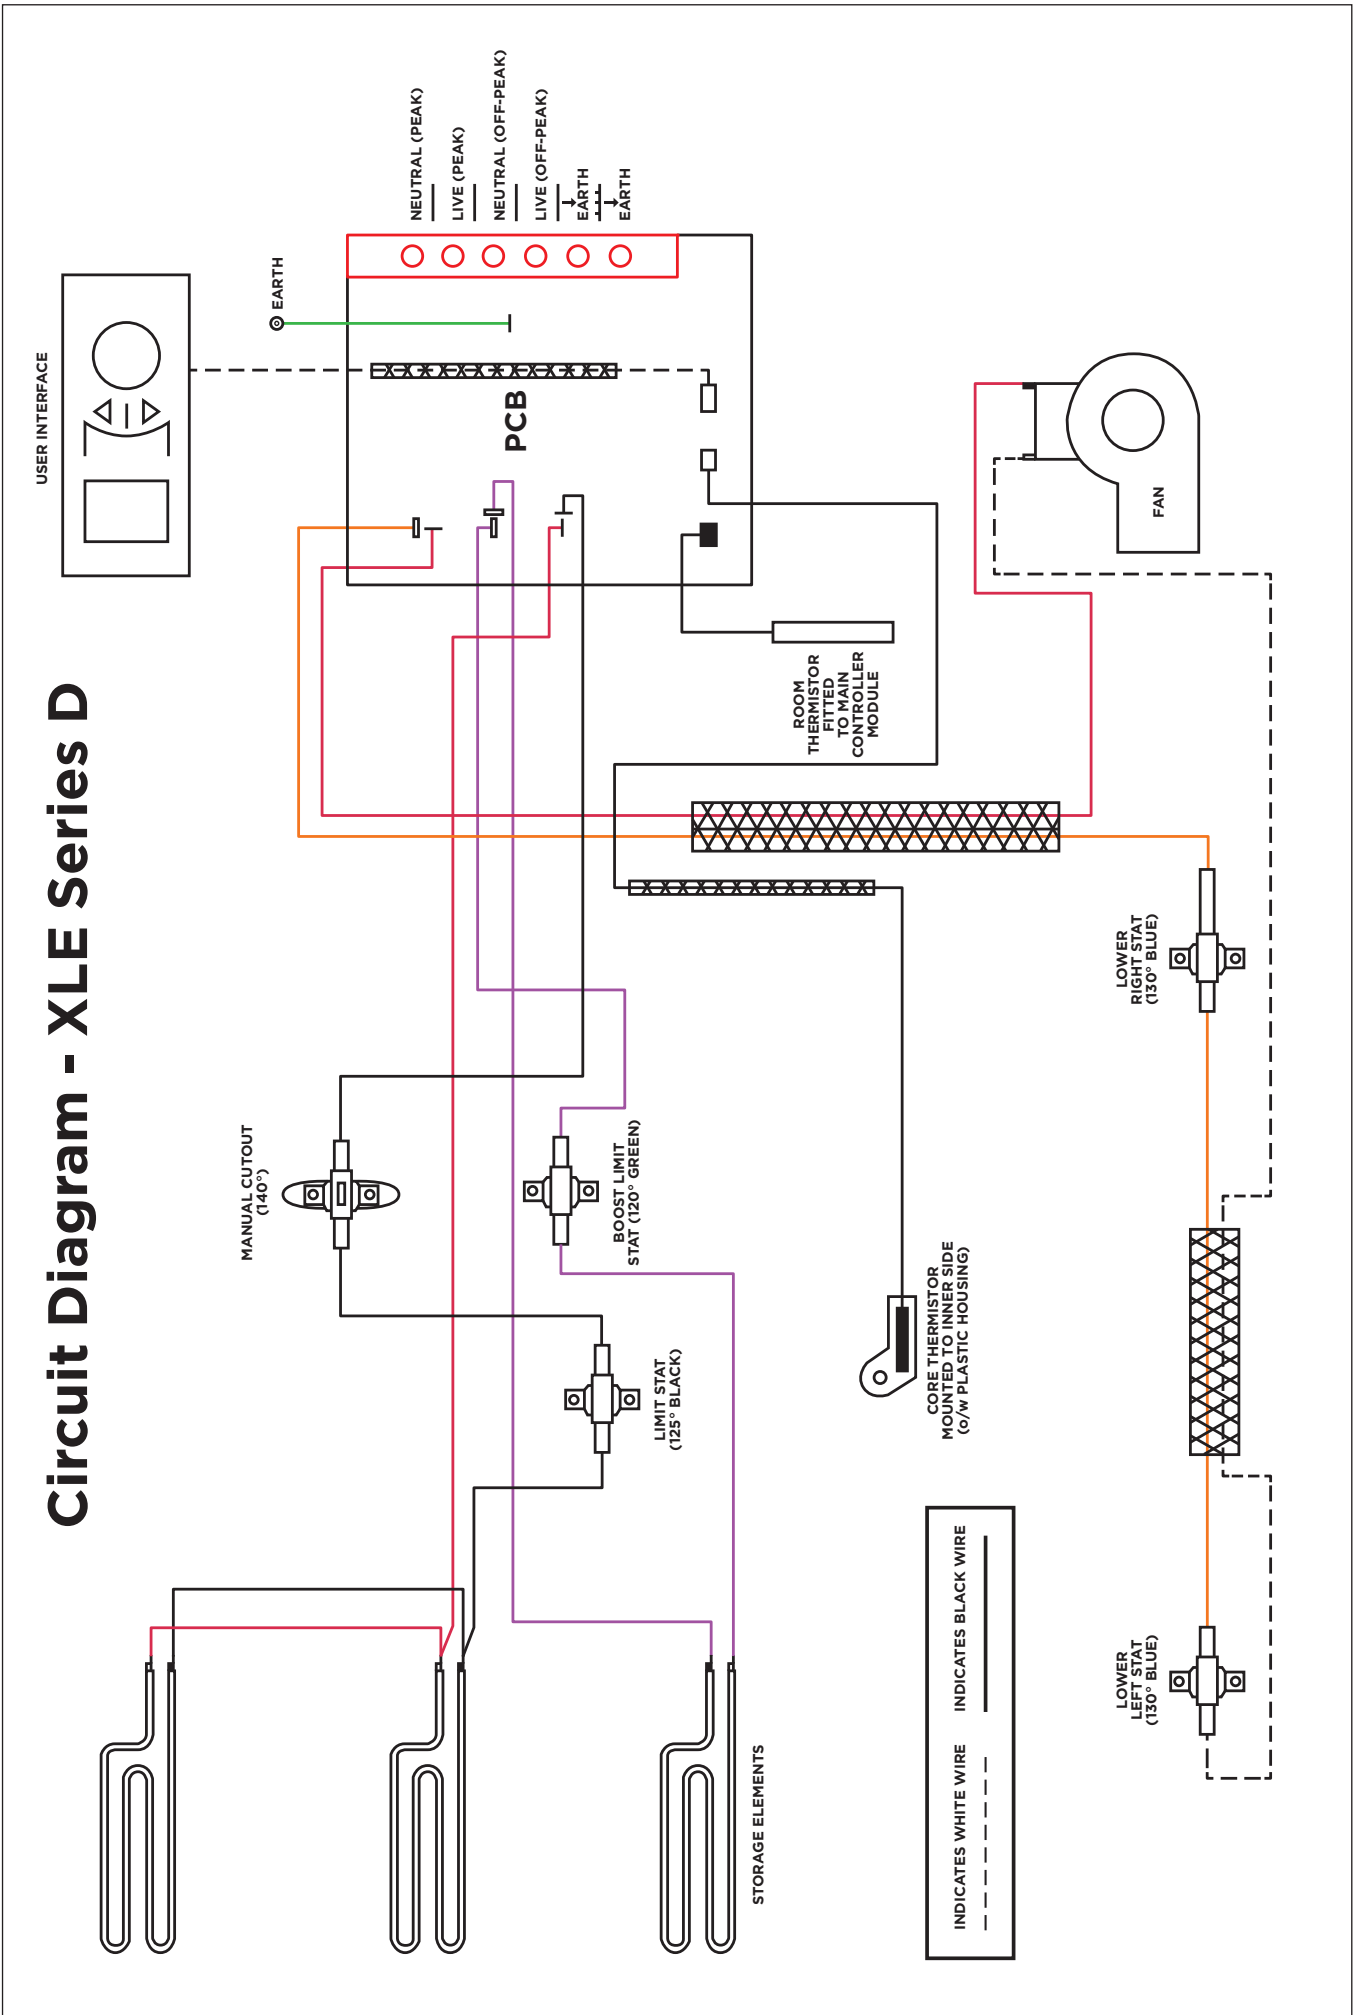 Circuit Diagram - XLE Series D
USER INTERFACE
EARTH
NEUTRAL (PEAK)
LIVE (PEAK)
NEUTRAL (OFF-PEAK)
LIVE (OFF-PEAK)
EARTH
EARTH
PCB
FAN
ROOM
THERMISTOR
FITTED
TO MAIN
CONTROLLER
MODULE
MANUAL CUTOUT
(140°)
BOOST LIMIT
STAT (120° GREEN)
LIMIT STAT
(125° BLACK)
CORE THERMISTOR
MOUNTED TO INNER SIDE
(o/w PLASTIC HOUSING)
LOWER
RIGHT STAT
(130° BLUE)
LOWER
LEFT STAT
(130° BLUE)
STORAGE ELEMENTS
INDICATES WHITE WIRE
INDICATES BLACK WIRE